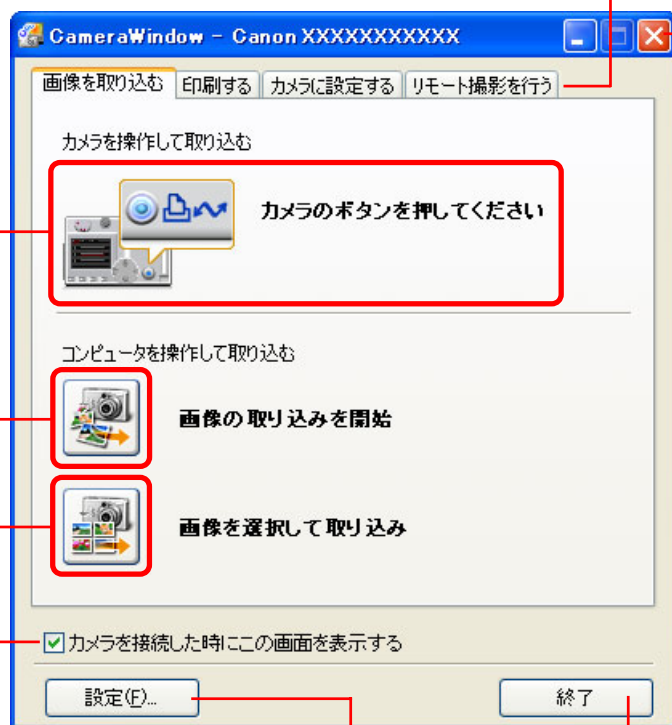 CameraWindow - Canon XXXXXXXXXXX
画像を取り込む 印刷する カメラに設定する リモート撮影を行う
カメラを操作して取り込む
カメラのボタンを押してください
コンピュータを操作して取り込む
画像の取り込みを開始
画像を選択して取り込み
カメラを接続した時にこの画面を表示する
設定(F)... 終了